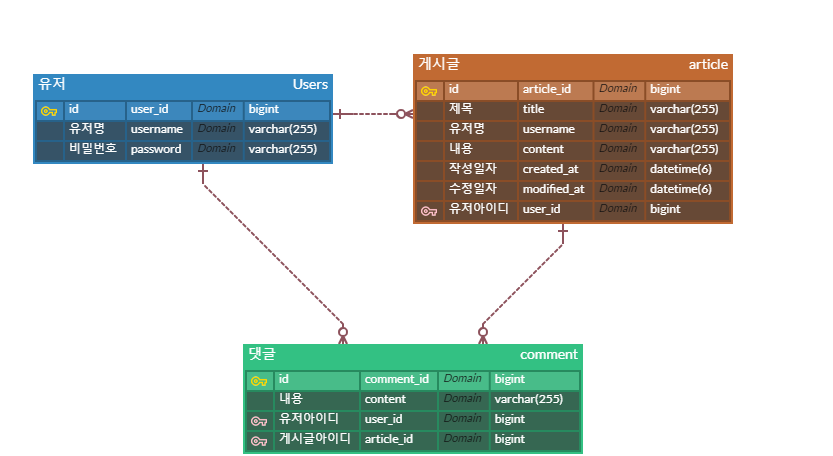 유저 Users
id user_id Domain bigint
유저명 username Domain varchar(255)
비밀번호 password Domain varchar(255)
게시글 article
id article_id Domain bigint
제목 title Domain varchar(255)
유저명 username Domain varchar(255)
내용 content Domain varchar(255)
작성일자 created_at Domain datetime(6)
수정일자 modified_at Domain datetime(6)
유저아이디 user_id Domain bigint
댓글 comment
id comment_id Domain bigint
내용 content Domain varchar(255)
유저아이디 user_id Domain bigint
게시글아이디 article_id Domain bigint